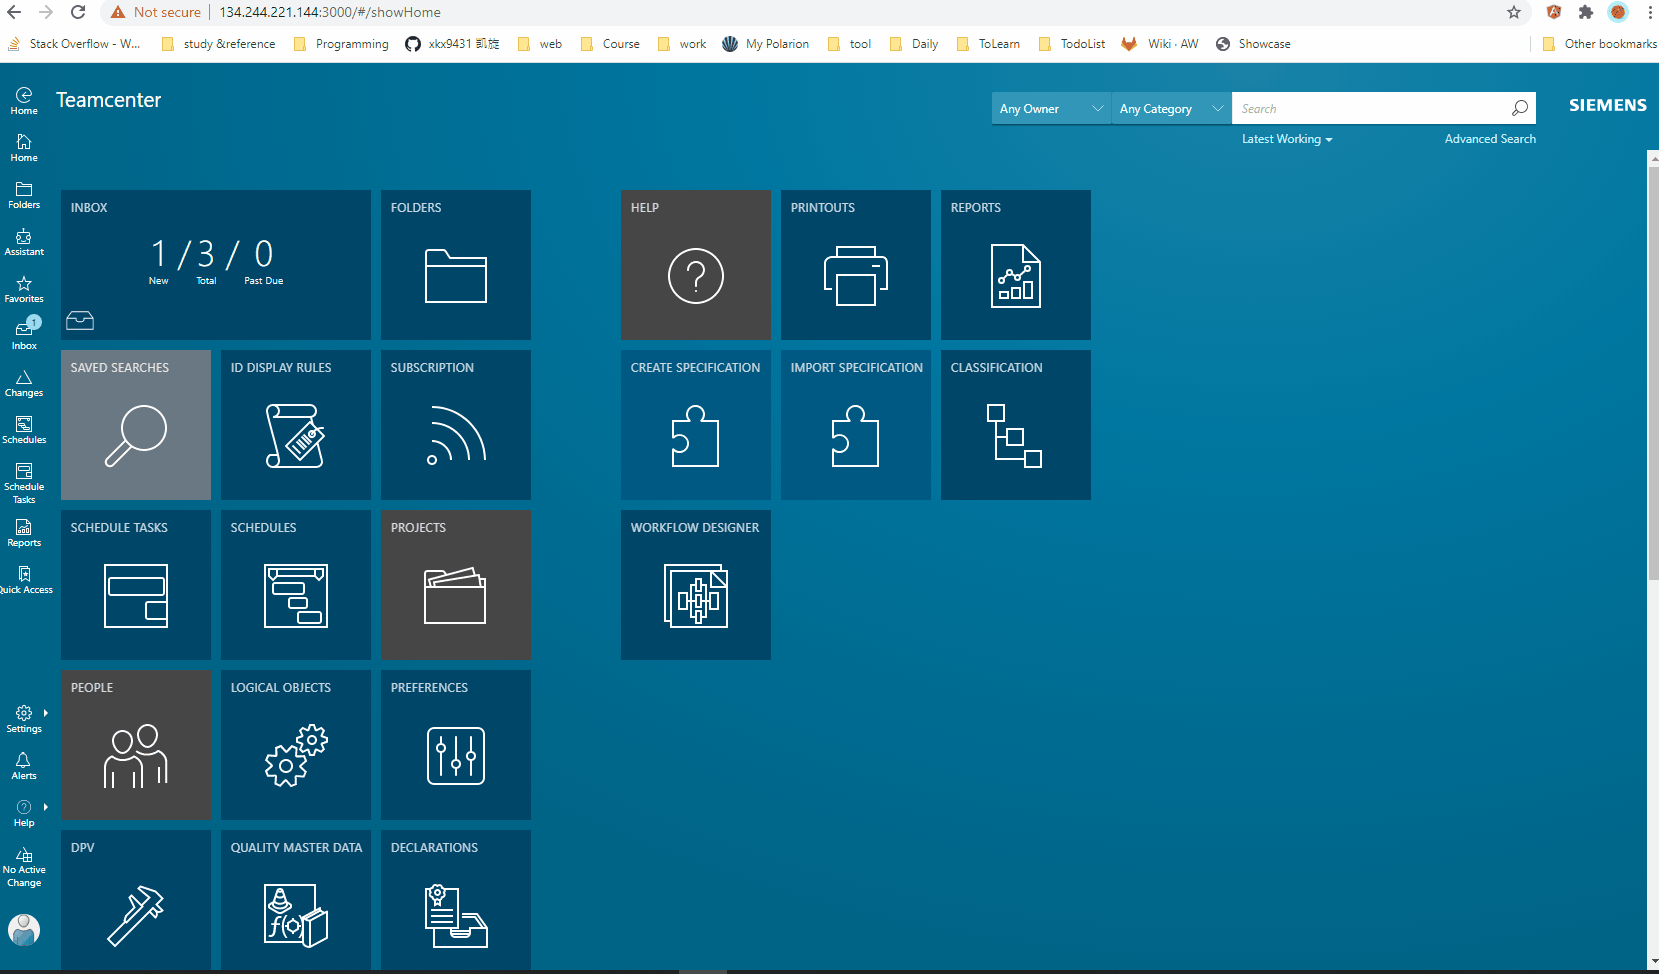 Not secure 134.244.221.144:3000/#/showHome
Stack Overflow - W... study &reference Programming xkx9431 凯旋 web Course work My Polarion tool Daily ToLearn TodoList Wiki · AW Showcase Other bookmarks
Teamcenter
Any Owner Any Category Search SIEMENS
Latest Working Advanced Search
Home
Home
Folders
Assistant
Favorites
1
Inbox
Changes
Schedules
Schedule
Tasks
Reports
Quick Access
Settings
Alerts
Help
No Active
Change
INBOX
1 / 3 / 0
New Total Past Due
FOLDERS
HELP
PRINTOUTS
REPORTS
SAVED SEARCHES
ID DISPLAY RULES
SUBSCRIPTION
CREATE SPECIFICATION
IMPORT SPECIFICATION
CLASSIFICATION
SCHEDULE TASKS
SCHEDULES
PROJECTS
WORKFLOW DESIGNER
PEOPLE
LOGICAL OBJECTS
PREFERENCES
DPV
QUALITY MASTER DATA
DECLARATIONS